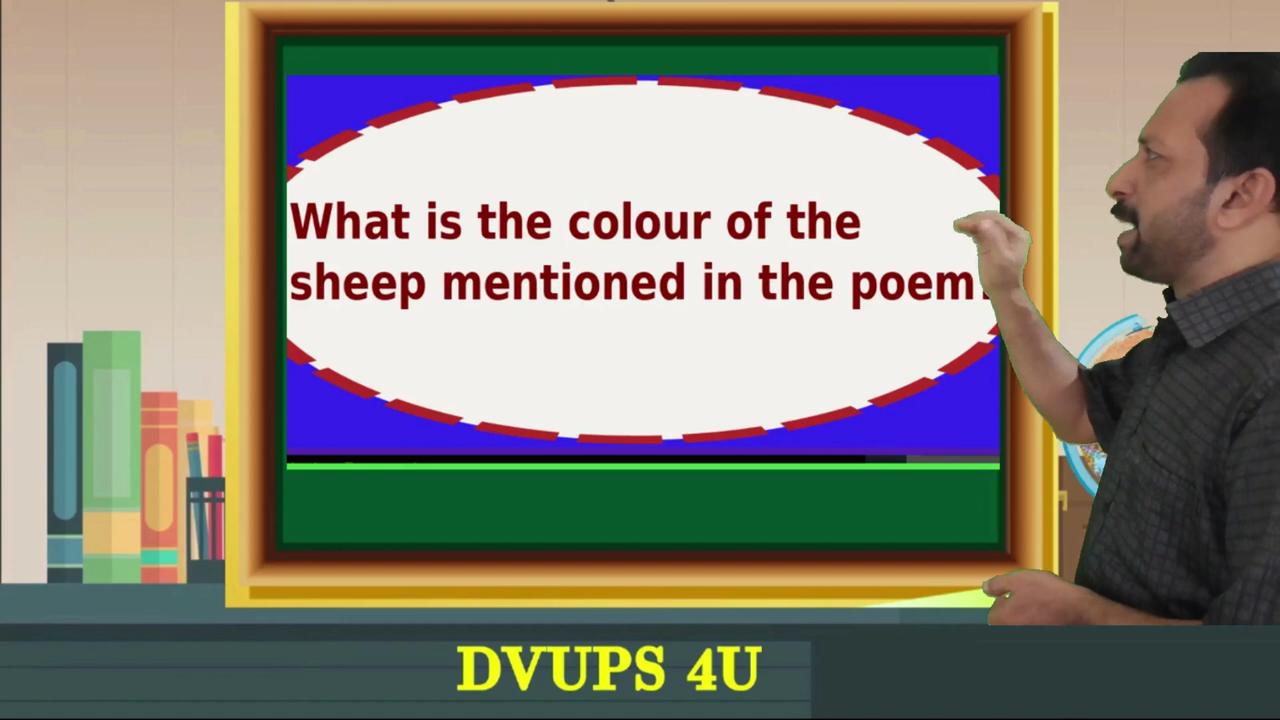 What is the colour of the
sheep mentioned in the poem?
DVUPS 4U